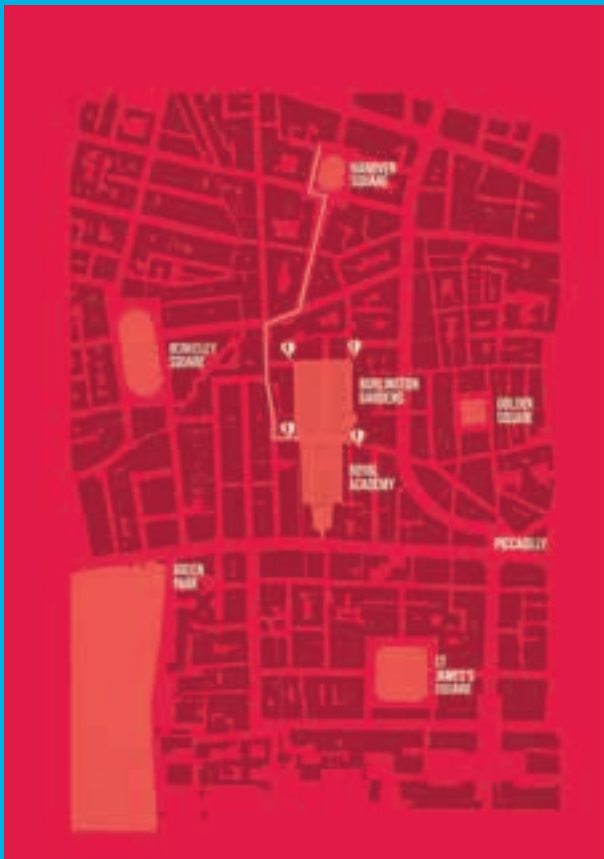 HANOVER
SQUARE
BERKELEY
SQUARE
BURLINGTON
GARDENS
GOLDEN
SQUARE
ROYAL
ACADEMY
PICCADILLY
GREEN
PARK
ST
JAMES'S
SQUARE